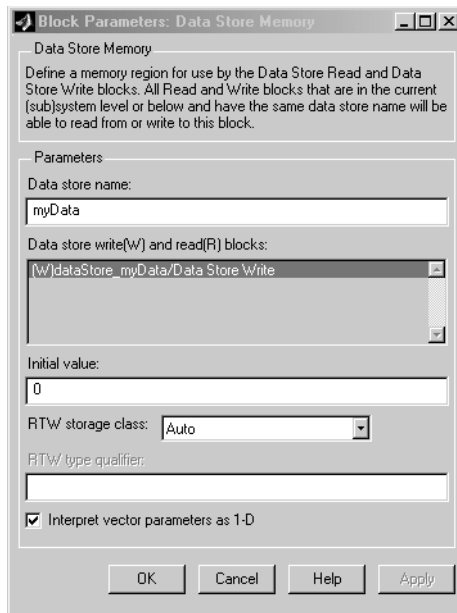 Block Parameters: Data Store Memory
Data Store Memory
Define a memory region for use by the Data Store Read and Data
Store Write blocks. All Read and Write blocks that are in the current
(sub)system level or below and have the same data store name will be
able to read from or write to this block.
Parameters
Data store name:
myData
Data store write(W) and read(R) blocks:
(W)dataStore_myData/Data Store Write
Initial value:
0
RTW storage class: Auto
RTW type qualifier:
Interpret vector parameters as 1-D
OK Cancel Help Apply